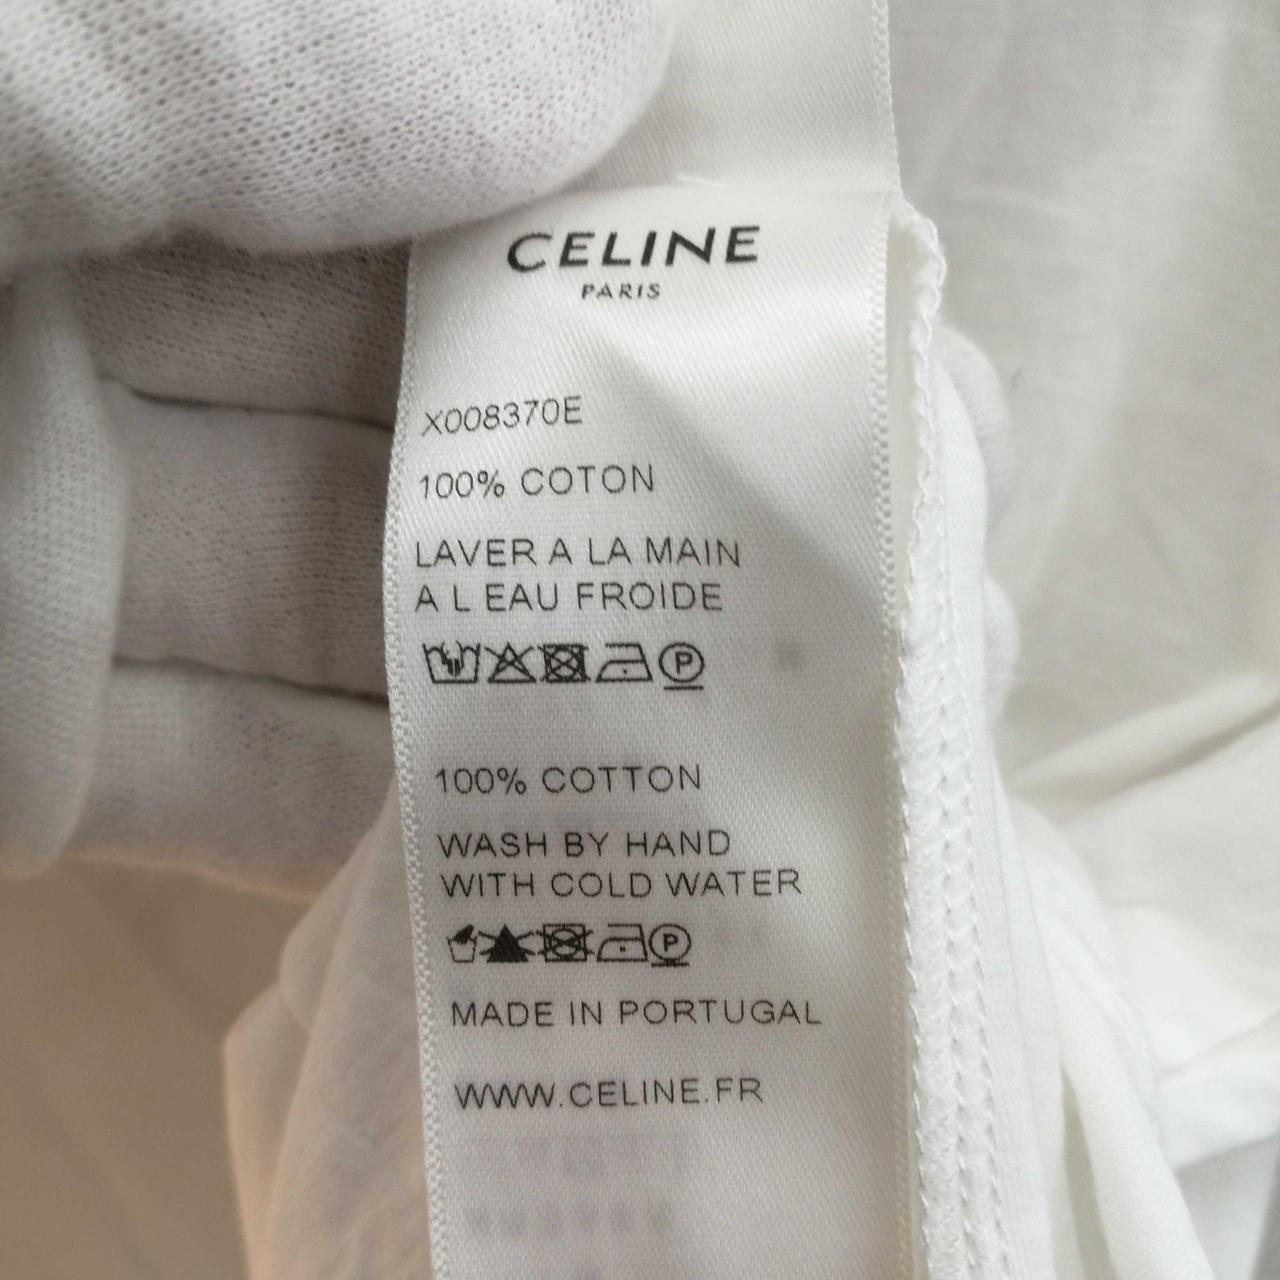 CELINE
PARIS
X008370E
100% COTON
LAVER A LA MAIN
A L EAU FROIDE
P
100% COTTON
WASH BY HAND
WITH COLD WATER
P
MADE IN PORTUGAL
WWW.CELINE.FR